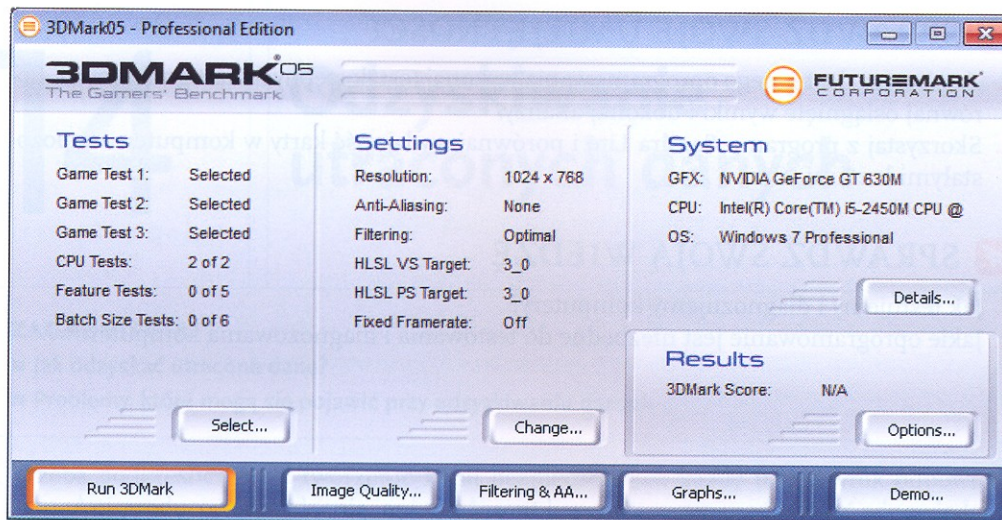 3DMark05 - Professional Edition
3DMARK®05
The Gamers' Benchmark
FUTUREMARK®
CORPORATION
Tests
Game Test 1: Selected
Game Test 2: Selected
Game Test 3: Selected
CPU Tests: 2 of 2
Feature Tests: 0 of 5
Batch Size Tests: 0 of 6
Select...
Settings
Resolution: 1024 x 768
Anti-Aliasing: None
Filtering: Optimal
HLSL VS Target: 3_0
HLSL PS Target: 3_0
Fixed Framerate: Off
Change...
System
GFX: NVIDIA GeForce GT 630M
CPU: Intel(R) Core(TM) i5-2450M CPU @
OS: Windows 7 Professional
Details...
Results
3DMark Score: N/A
Options...
Run 3DMark
Image Quality...
Filtering & AA...
Graphs...
Demo...